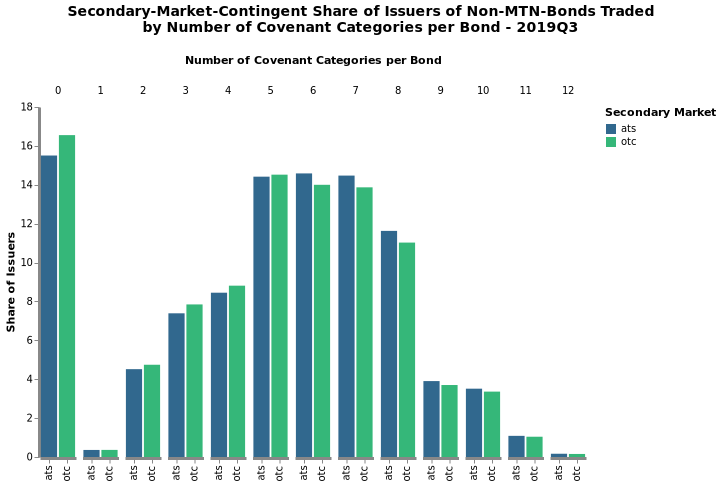 Secondary-Market-Contingent Share of Issuers of Non-MTN-Bonds Traded
by Number of Covenant Categories per Bond - 2019Q3
Number of Covenant Categories per Bond
0 1 2 3 4 5 6 7 8 9 10 11 12
Secondary Market
ats
otc
Share of Issuers
18
16
14
12
10
8
6
4
2
0
ats otc ats otc ats otc ats otc ats otc ats otc ats otc ats otc ats otc ats otc ats otc ats otc ats otc